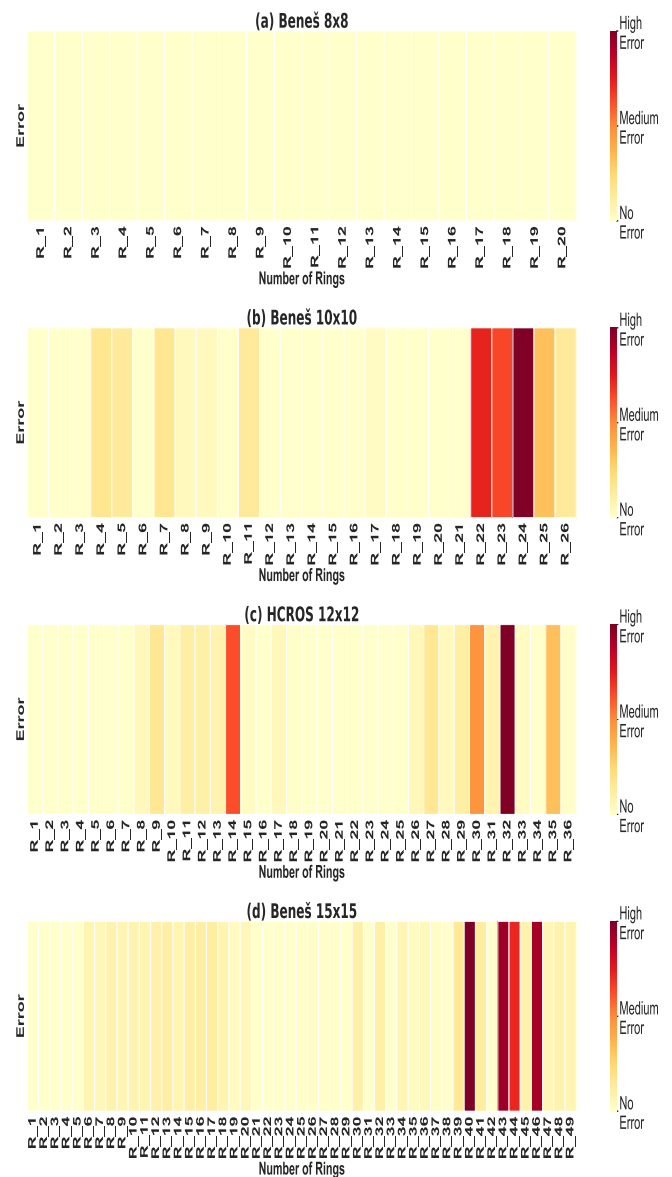 (a) Beneš 8x8
High
Error
Medium
Error
No
Error
Error
R_1 R_2 R_3 R_4 R_5 R_6 R_7 R_8 R_9 R_10 R_11 R_12 R_13 R_14 R_15 R_16 R_17 R_18 R_19 R_20
Number of Rings
(b) Beneš 10x10
High
Error
Medium
Error
No
Error
Error
R_1 R_2 R_3 R_4 R_5 R_6 R_7 R_8 R_9 R_10 R_11 R_12 R_13 R_14 R_15 R_16 R_17 R_18 R_19 R_20 R_21 R_22 R_23 R_24 R_25 R_26
Number of Rings
(c) HCROS 12x12
High
Error
Medium
Error
No
Error
Error
R_1 R_2 R_3 R_4 R_5 R_6 R_7 R_8 R_9 R_10 R_11 R_12 R_13 R_14 R_15 R_16 R_17 R_18 R_19 R_20 R_21 R_22 R_23 R_24 R_25 R_26 R_27 R_28 R_29 R_30 R_31 R_32 R_33 R_34 R_35 R_36
Number of Rings
(d) Beneš 15x15
High
Error
Medium
Error
No
Error
Error
R_1 R_2 R_3 R_4 R_5 R_6 R_7 R_8 R_9 R_10 R_11 R_12 R_13 R_14 R_15 R_16 R_17 R_18 R_19 R_20 R_21 R_22 R_23 R_24 R_25 R_26 R_27 R_28 R_29 R_30 R_31 R_32 R_33 R_34 R_35 R_36 R_37 R_38 R_39 R_40 R_41 R_42 R_43 R_44 R_45 R_46 R_47 R_48 R_49
Number of Rings